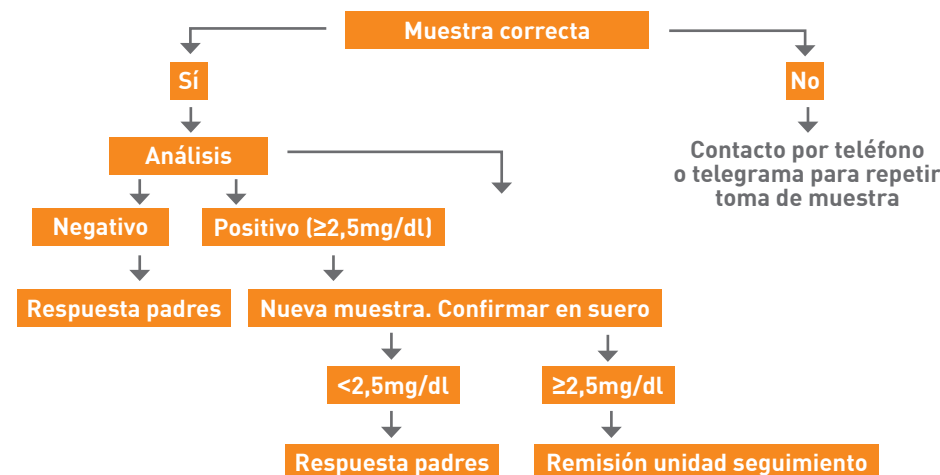 Muestra correcta
Sí
No
Análisis
Contacto por teléfono
o telegrama para repetir
toma de muestra
Negativo
Positivo (≥2,5mg/dl)
Respuesta padres
Nueva muestra. Confirmar en suero
<2,5mg/dl
≥2,5mg/dl
Respuesta padres
Remisión unidad seguimiento